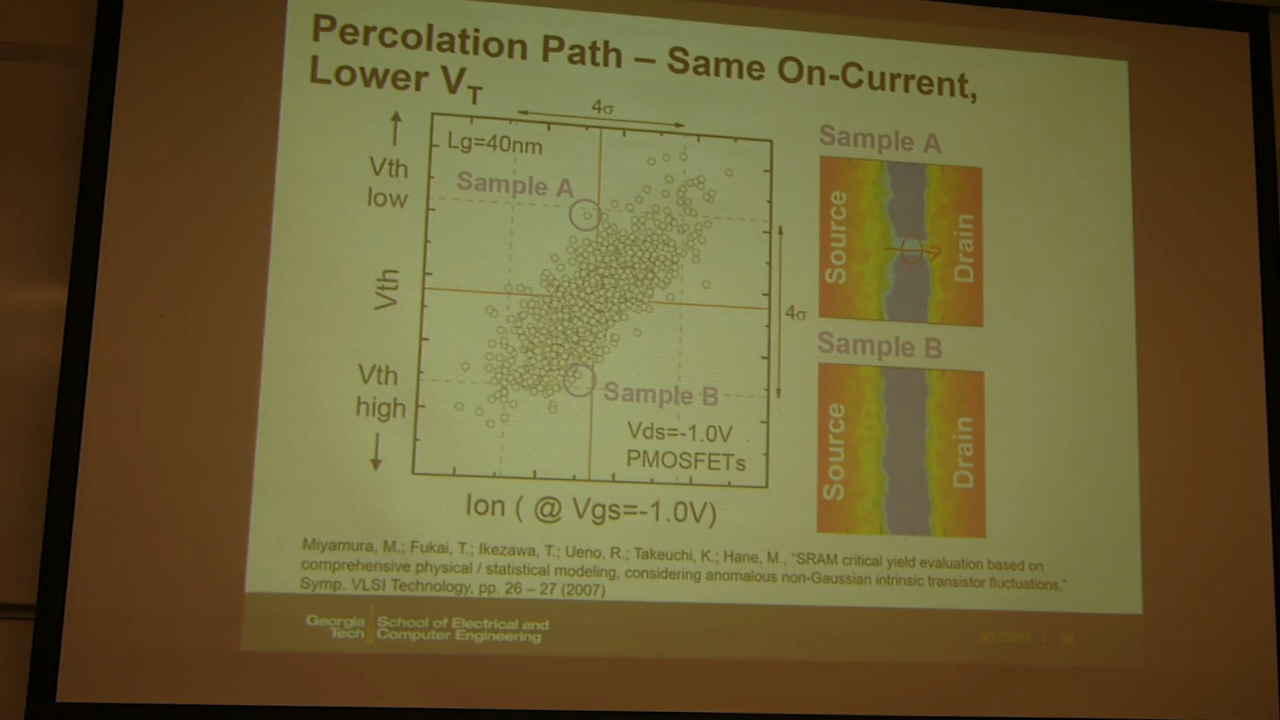 Percolation Path – Same On-Current,
Lower VT
4σ
Lg=40nm
Vth
low
Sample A
Vth
4σ
Vth
high
Sample B
Vds=-1.0V
PMOSFETs
Ion ( @ Vgs=-1.0V)
Sample A
Source
Drain
Sample B
Source
Drain
Miyamura, M.; Fukai, T.; Ikezawa, T.; Ueno, R.; Takeuchi, K.; Hane, M., "SRAM critical yield evaluation based on
comprehensive physical / statistical modeling, considering anomalous non-Gaussian intrinsic transistor fluctuations,"
Symp. VLSI Technology, pp. 26 – 27 (2007)
Georgia
Tech
School of Electrical and
Computer Engineering